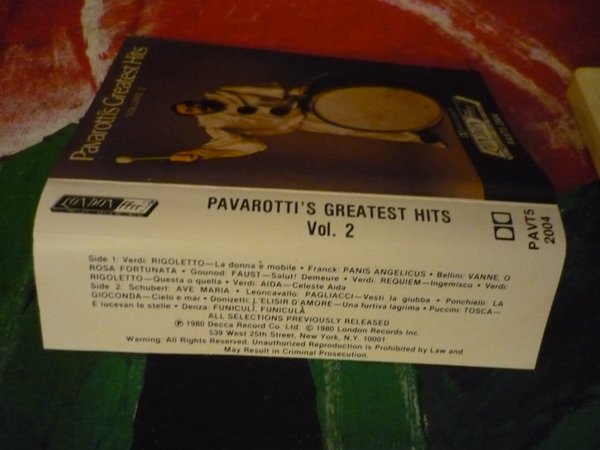 Pavarotti's Greatest Hits
VOLUME 2
LONDON
LONDON ffrr
PAVAROTTI'S GREATEST HITS
Vol. 2
PAVT5
2004
Side 1: Verdi: RIGOLETTO—La donna è mobile • Franck: PANIS ANGELICUS • Bellini: VANNE, O
ROSA FORTUNATA • Gounod: FAUST—Salut! Demeure • Verdi: REQUIEM—Ingemisco • Verdi:
RIGOLETTO—Questa o quella • Verdi: AIDA—Celeste Aida
Side 2: Schubert: AVE MARIA • Leoncavallo: PAGLIACCI—Vesti la giubba • Ponchielli: LA
GIOCONDA—Cielo e mar • Donizetti: L'ELISIR D'AMORE—Una furtiva lagrima • Puccini: TOSCA—
E lucevan le stelle • Denza: FUNICULÌ, FUNICULÀ
ALL SELECTIONS PREVIOUSLY RELEASED
℗ 1980 Decca Record Co. Ltd. © 1980 London Records Inc.
539 West 25th Street, New York, N.Y. 10001
Warning: All Rights Reserved. Unauthorized Reproduction is Prohibited by Law and
May Result in Criminal Prosecution.